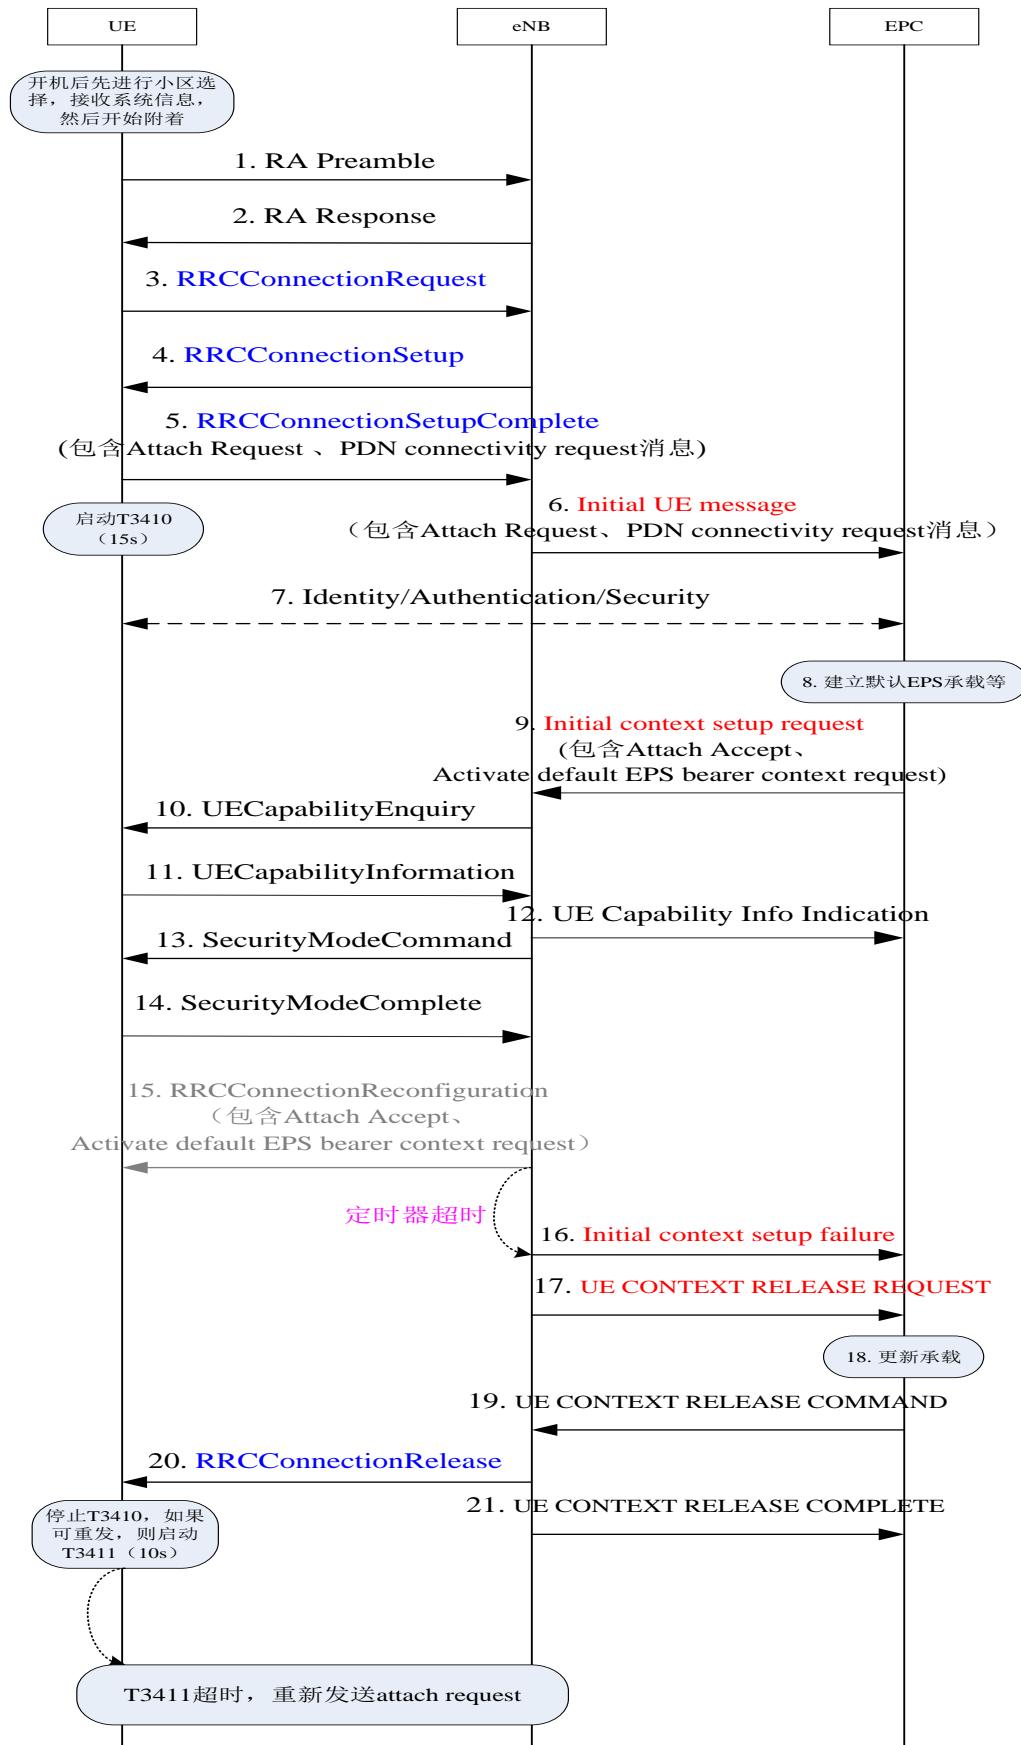 UE
eNB
EPC
开机后先进行小区选
择，接收系统信息，
然后开始附着
1. RA Preamble
2. RA Response
3. RRCConnectionRequest
4. RRCConnectionSetup
5. RRCConnectionSetupComplete
(包含Attach Request 、PDN connectivity request消息)
启动T3410
（15s）
6. Initial UE message
（包含Attach Request、PDN connectivity request消息）
7. Identity/Authentication/Security
8. 建立默认EPS承载等
9. Initial context setup request
(包含Attach Accept、
Activate default EPS bearer context request)
10. UECapabilityEnquiry
11. UECapabilityInformation
12. UE Capability Info Indication
13. SecurityModeCommand
14. SecurityModeComplete
15. RRCConnectionReconfiguration
（包含Attach Accept、
Activate default EPS bearer context request）
定时器超时
16. Initial context setup failure
17. UE CONTEXT RELEASE REQUEST
18. 更新承载
19. UE CONTEXT RELEASE COMMAND
20. RRCConnectionRelease
21. UE CONTEXT RELEASE COMPLETE
停止T3410，如果
可重发，则启动
T3411（10s）
T3411超时，重新发送attach request